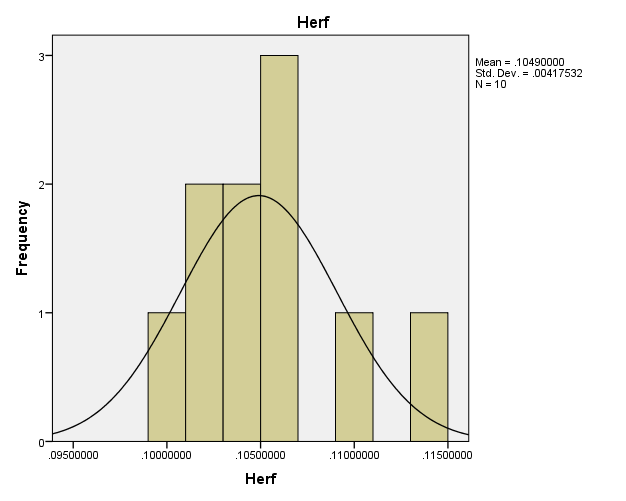 Herf
Mean = .10490000
Std. Dev. = .00417532
N = 10
3
2
1
0
Frequency
.09500000 .10000000 .10500000 .11000000 .11500000
Herf